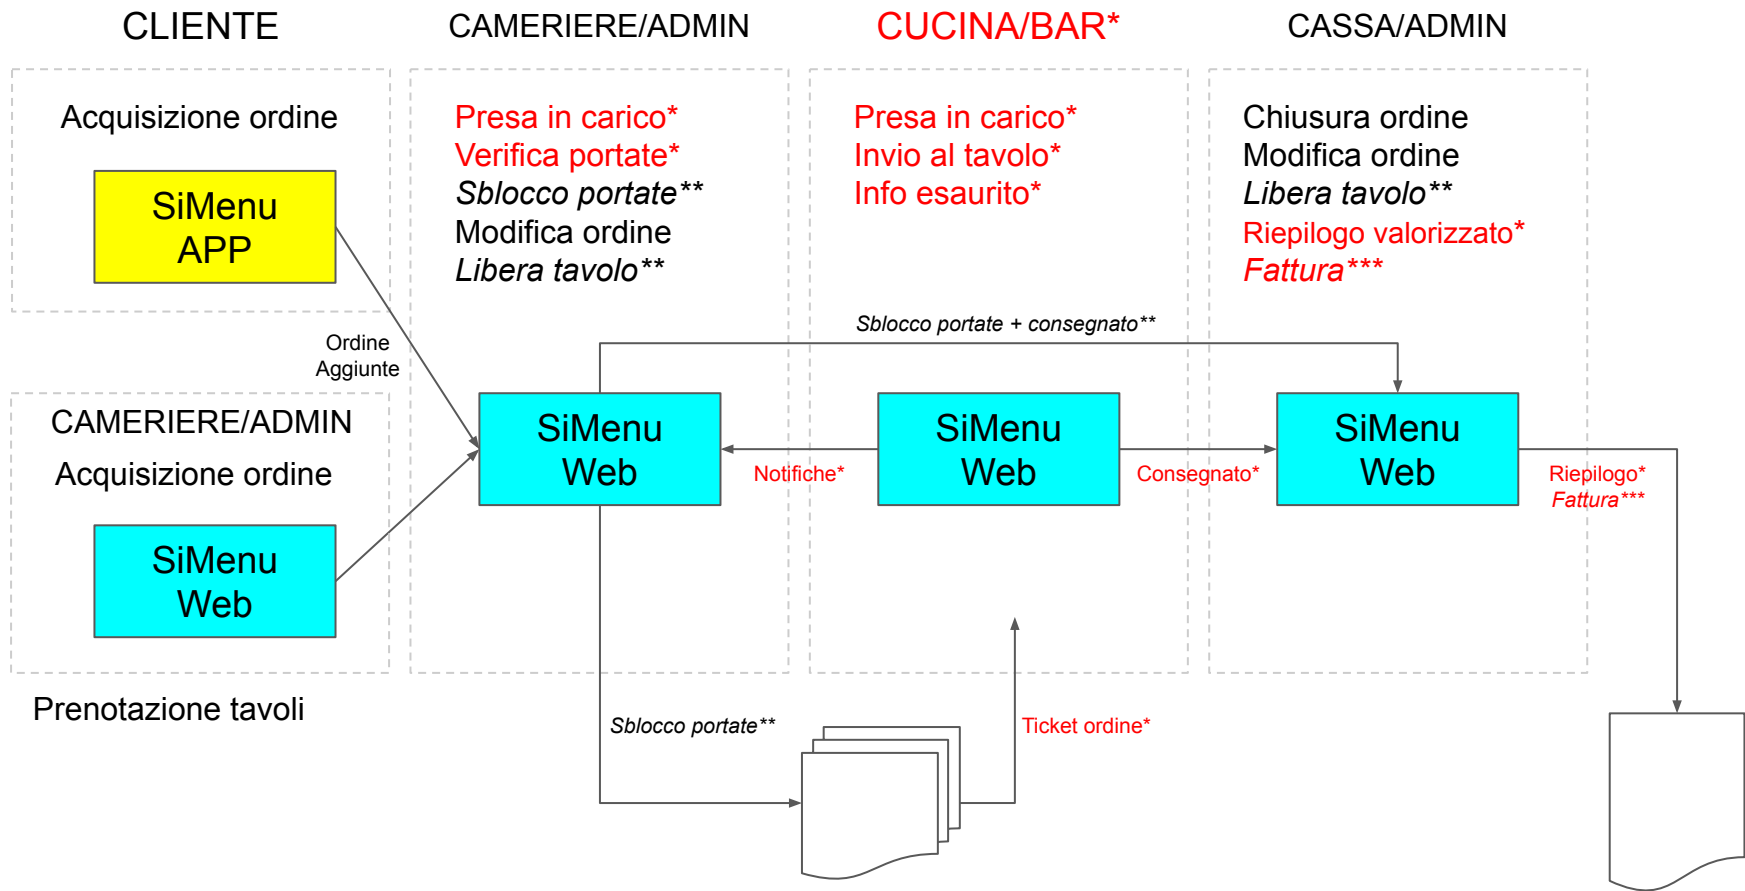 CLIENTE
CAMERIERE/ADMIN
CUCINA/BAR*
CASSA/ADMIN
Acquisizione ordine
SiMenu
APP
Presa in carico*
Verifica portate*
Sblocco portate**
Modifica ordine
Libera tavolo**
Presa in carico*
Invio al tavolo*
Info esaurito*
Chiusura ordine
Modifica ordine
Libera tavolo**
Riepilogo valorizzato*
Fattura***
Ordine
Aggiunte
Sblocco portate + consegnato**
CAMERIERE/ADMIN
Acquisizione ordine
SiMenu
Web
SiMenu
Web
Notifiche*
SiMenu
Web
Consegnato*
SiMenu
Web
Riepilogo*
Fattura***
Prenotazione tavoli
Sblocco portate**
Ticket ordine*